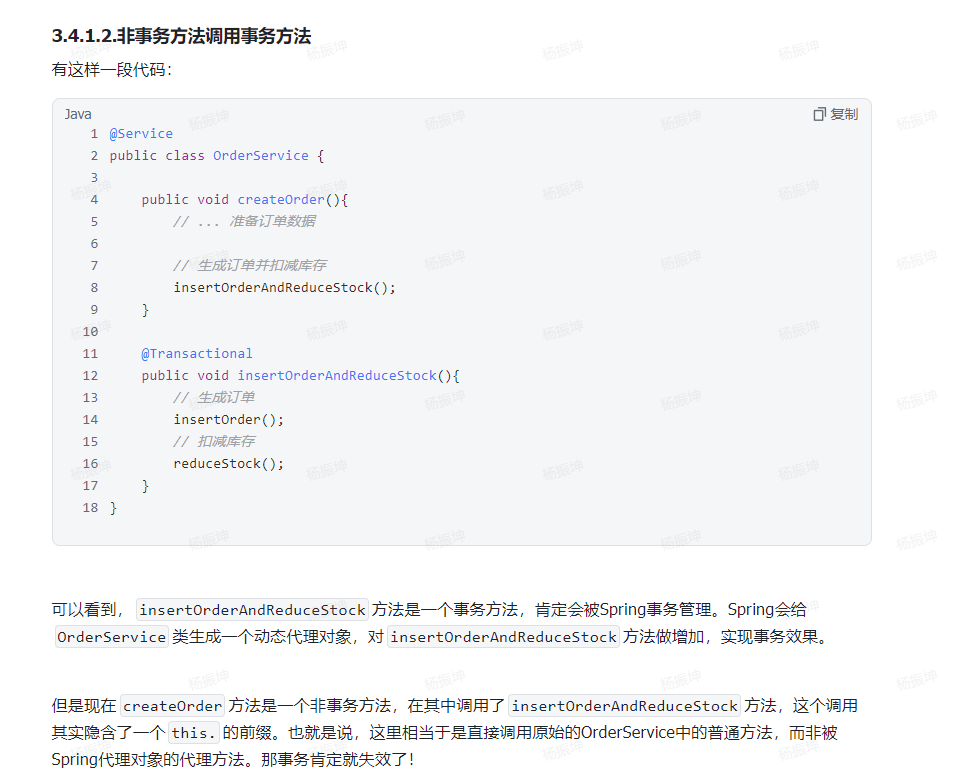 3.4.1.2.非事务方法调用事务方法
有这样一段代码：
Java 复制
1 @Service
2 public class OrderService {
3
4 public void createOrder(){
5 // ... 准备订单数据
6
7 // 生成订单并扣减库存
8 insertOrderAndReduceStock();
9 }
10
11 @Transactional
12 public void insertOrderAndReduceStock(){
13 // 生成订单
14 insertOrder();
15 // 扣减库存
16 reduceStock();
17 }
18 }
可以看到， insertOrderAndReduceStock 方法是一个事务方法，肯定会被Spring事务管理。Spring会给
OrderService 类生成一个动态代理对象，对 insertOrderAndReduceStock 方法做增加，实现事务效果。
但是现在 createOrder 方法是一个非事务方法，在其中调用了 insertOrderAndReduceStock 方法，这个调用
其实隐含了一个 this. 的前缀。也就是说，这里相当于是直接调用原始的OrderService中的普通方法，而非被
Spring代理对象的代理方法。那事务肯定就失效了！
杨振坤